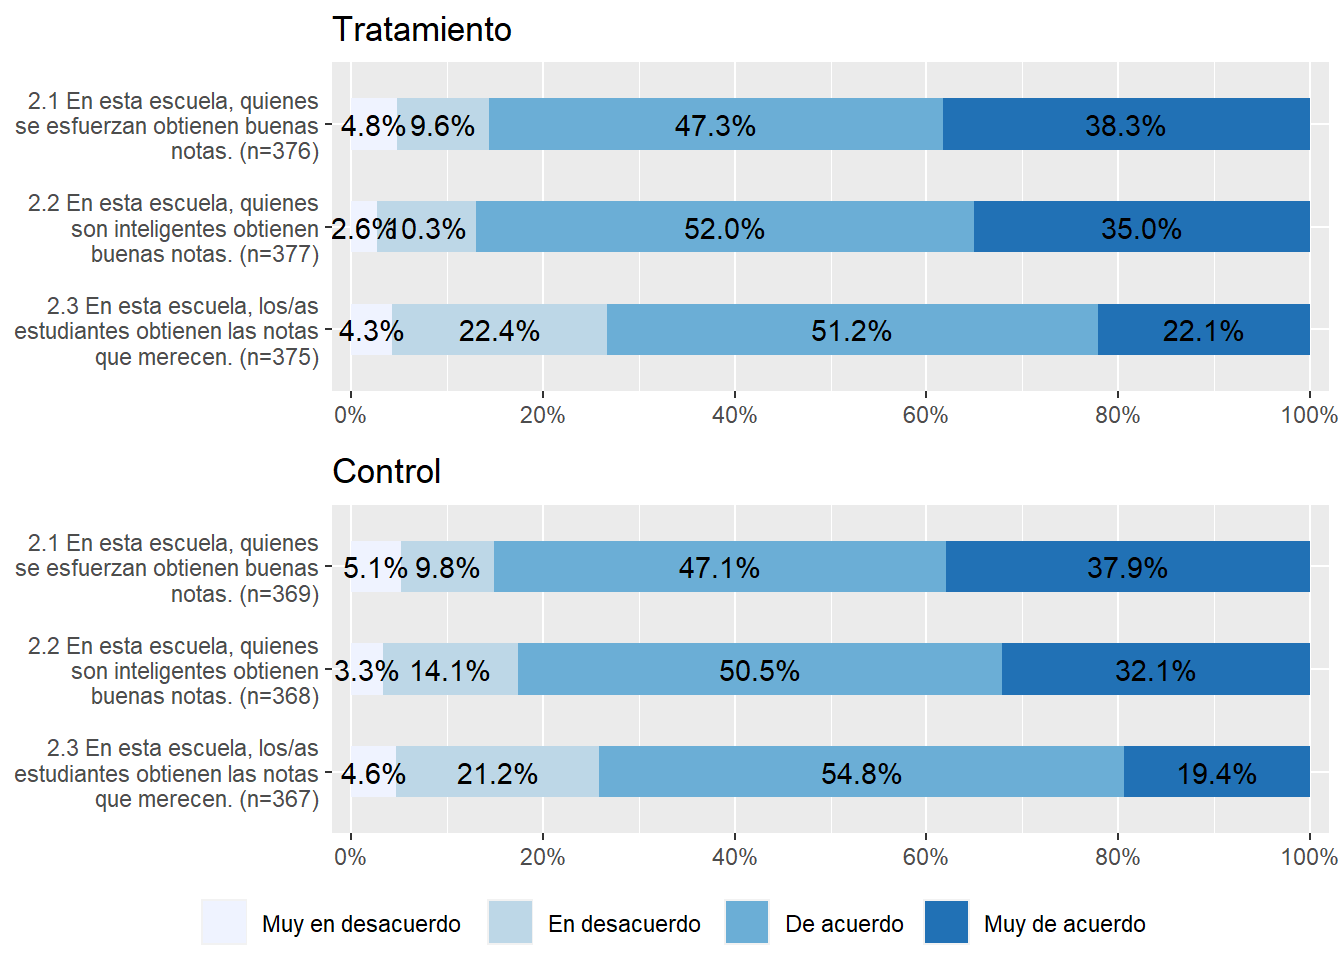 Tratamiento
2.1 En esta escuela, quienes
se esfuerzan obtienen buenas
notas. (n=376)
4.8% 9.6% 47.3% 38.3%
2.2 En esta escuela, quienes
son inteligentes obtienen
buenas notas. (n=377)
2.6% 10.3% 52.0% 35.0%
2.3 En esta escuela, los/as
estudiantes obtienen las notas
que merecen. (n=375)
4.3% 22.4% 51.2% 22.1%
0% 20% 40% 60% 80% 100%
Control
2.1 En esta escuela, quienes
se esfuerzan obtienen buenas
notas. (n=369)
5.1% 9.8% 47.1% 37.9%
2.2 En esta escuela, quienes
son inteligentes obtienen
buenas notas. (n=368)
3.3% 14.1% 50.5% 32.1%
2.3 En esta escuela, los/as
estudiantes obtienen las notas
que merecen. (n=367)
4.6% 21.2% 54.8% 19.4%
0% 20% 40% 60% 80% 100%
Muy en desacuerdo En desacuerdo De acuerdo Muy de acuerdo